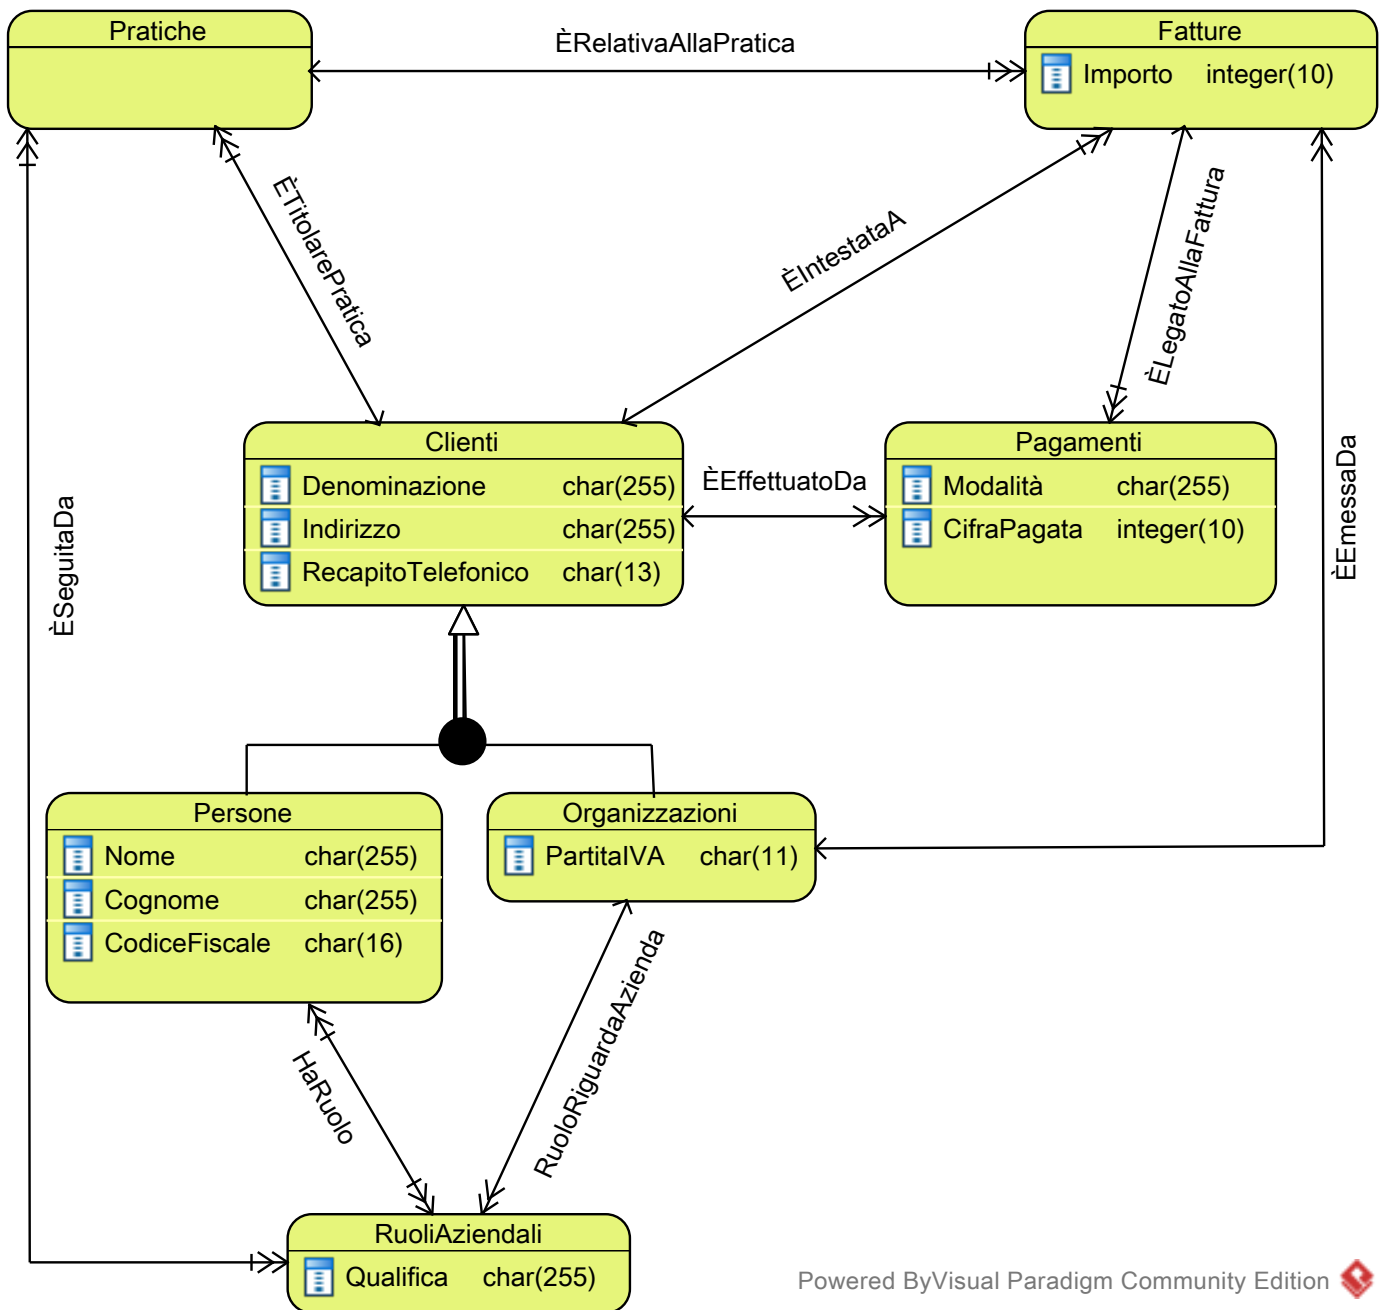 Pratiche
ÈRelativaAllaPratica
Fatture
Importo integer(10)
ÈTitolarePratica
ÈIntestataA
ÈLegatoAllaFattura
Clienti
Denominazione char(255)
Indirizzo char(255)
RecapitoTelefonico char(13)
ÈEffettuatoDa
Pagamenti
Modalità char(255)
CifraPagata integer(10)
ÈSeguitaDa
ÈEmessaDa
Persone
Nome char(255)
Cognome char(255)
CodiceFiscale char(16)
Organizzazioni
PartitaIVA char(11)
HaRuolo
RuoloRiguardaAzienda
RuoliAziendali
Qualifica char(255)
Powered ByVisual Paradigm Community Edition